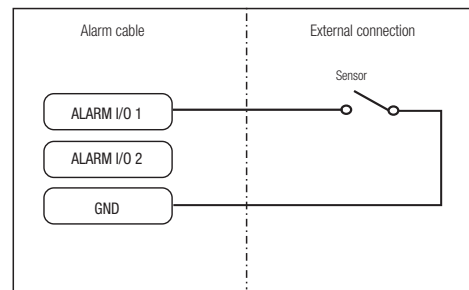 Alarm cable
External connection
Sensor
ALARM I/O 1
ALARM I/O 2
GND